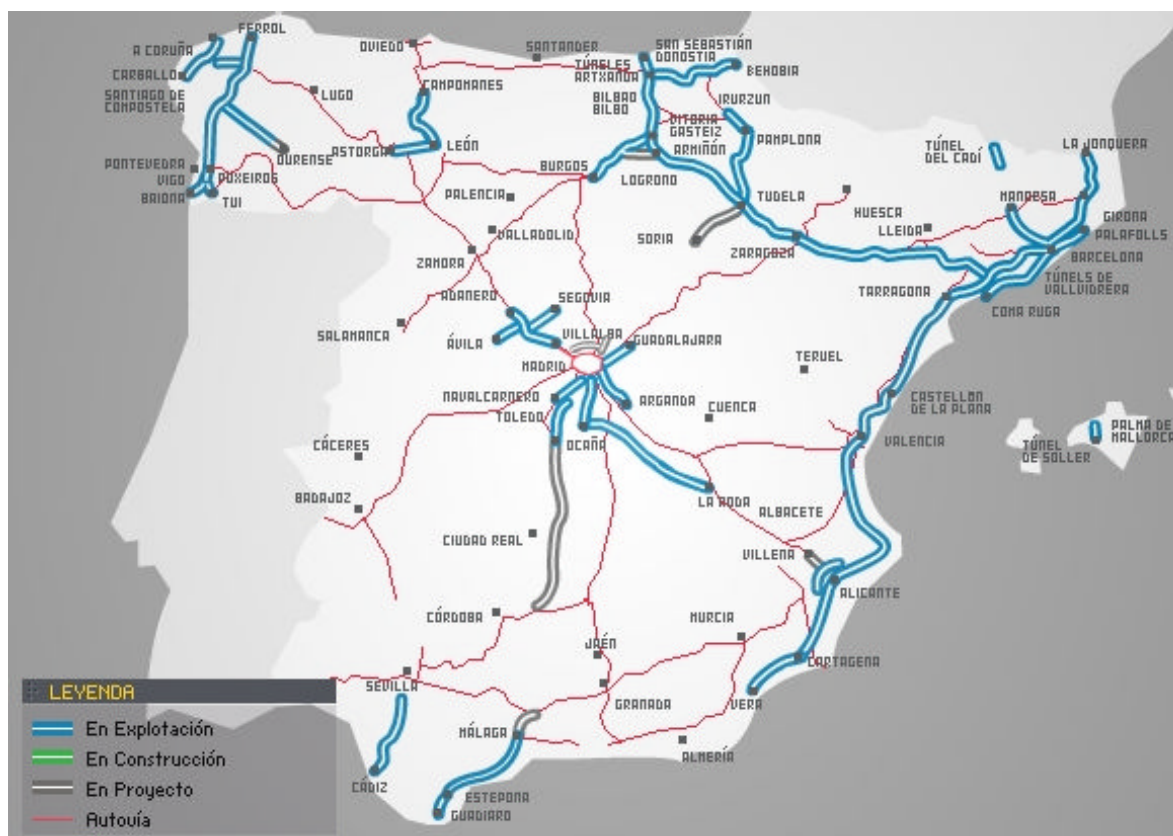 FERROL
A CORUÑA
CARBALLO
SANTIAGO DE
COMPOSTELA
LUGO
OVIEDO
CAMPOMANES
SANTANDER
SAN SEBASTIÁN
DONOSTIA
TÚNELES
ARTXANDA
BEHOBIA
BILBAO
BILBO
IRURZUN
VITORIA
GASTEIZ
ARMIÑÓN
PAMPLONA
OURENSE
ASTORGA
LEÓN
PONTEVEDRA
VIGO
PUXEIROS
BAIONA
TUI
BURGOS
LOGROÑO
TUDELA
PALENCIA
VALLADOLID
SORIA
ZARAGOZA
HUESCA
LLEIDA
TÚNEL
DEL CADÍ
LA JONQUERA
MANRESA
GIRONA
PALAFOLLS
BARCELONA
TÚNELS DE
VALLVIDRERA
TARRAGONA
COMA RUGA
ZAMORA
ADANERO
SEGOVIA
SALAMANCA
ÁVILA
VILLALBA
GUADALAJARA
MADRID
TERUEL
NAVALCARNERO
TOLEDO
ARGANDA
CUENCA
OCAÑA
CASTELLÓN
DE LA PLANA
VALENCIA
TÚNEL
DE SOLLER
PALMA DE
MALLORCA
CÁCERES
BADAJOZ
LA RODA
ALBACETE
CIUDAD REAL
VILLENA
ALICANTE
CÓRDOBA
JAÉN
MURCIA
CARTAGENA
SEVILLA
GRANADA
VERA
MÁLAGA
ALMERÍA
CÁDIZ
ESTEPONA
GUADIARO
LEYENDA
En Explotación
En Construcción
En Proyecto
Autovía